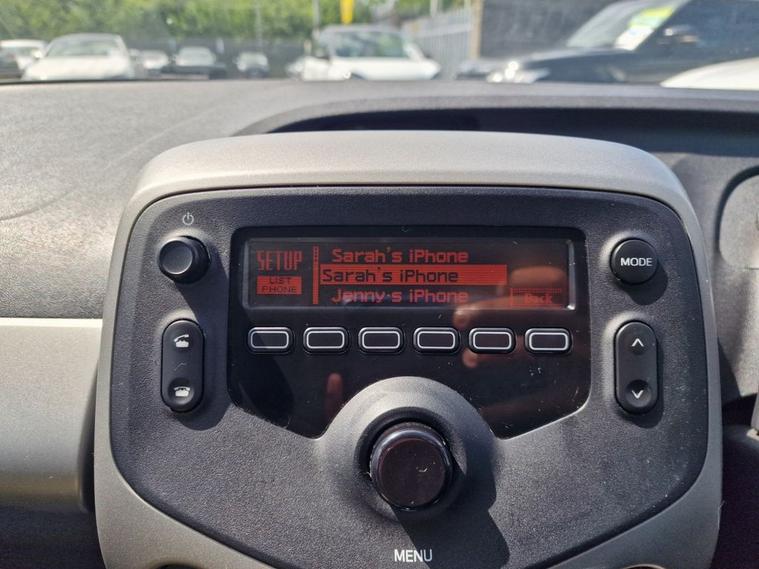 SETUP
LIST
PHONE
Sarah's iPhone
Sarah's iPhone
Jenny's iPhone
Back
MODE
MENU